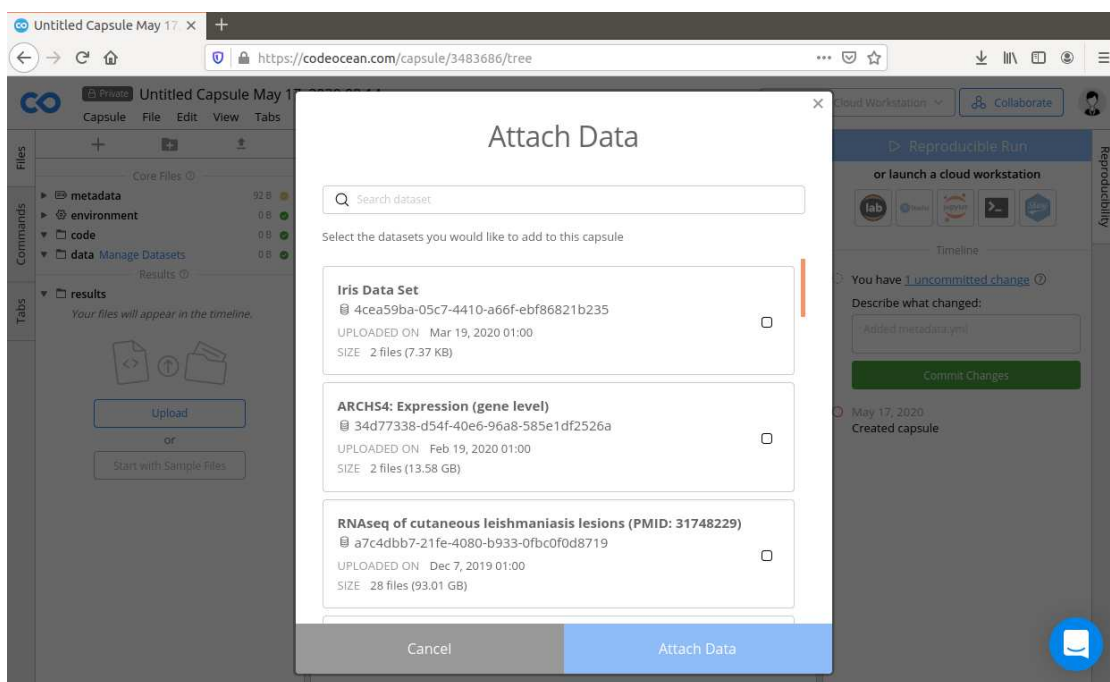 Untitled Capsule May 17
https://codeocean.com/capsule/3483686/tree
Private Untitled Capsule May 1
Capsule File Edit View Tabs
Cloud Workstation
Collaborate
Files
Commands
Tabs
Core Files
metadata 92 B
environment 0 B
code 0 B
data Manage Datasets 0 B
Results
results
Your files will appear in the timeline.
Upload
or
Start with Sample Files
Attach Data
Search dataset
Select the datasets you would like to add to this capsule
Iris Data Set
4cea59ba-05c7-4410-a66f-ebf86821b235
UPLOADED ON Mar 19, 2020 01:00
SIZE 2 files (7.37 KB)
ARCHS4: Expression (gene level)
34d77338-d54f-40e6-96a8-585e1df2526a
UPLOADED ON Feb 19, 2020 01:00
SIZE 2 files (13.58 GB)
RNAseq of cutaneous leishmaniasis lesions (PMID: 31748229)
a7c4dbb7-21fe-4080-b933-0fbc0f0d8719
UPLOADED ON Dec 7, 2019 01:00
SIZE 28 files (93.01 GB)
Cancel
Attach Data
Reproducible Run
or launch a cloud workstation
lab
Timeline
You have 1 uncommitted change
Describe what changed:
Added metadata.yml
Commit Changes
May 17, 2020
Created capsule
Reproducibility